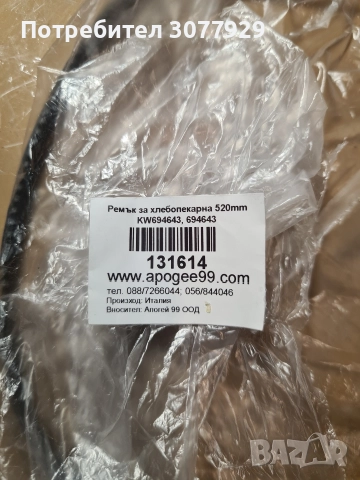 Потребител 3077929
Ремък за хлебопекарна 520mm
KW694643, 694643
131614
www.apogee99.com
тел. 088/7266044; 056/844046
Произход: Италия
Вносител: Апогей 99 ООД
BAZAR